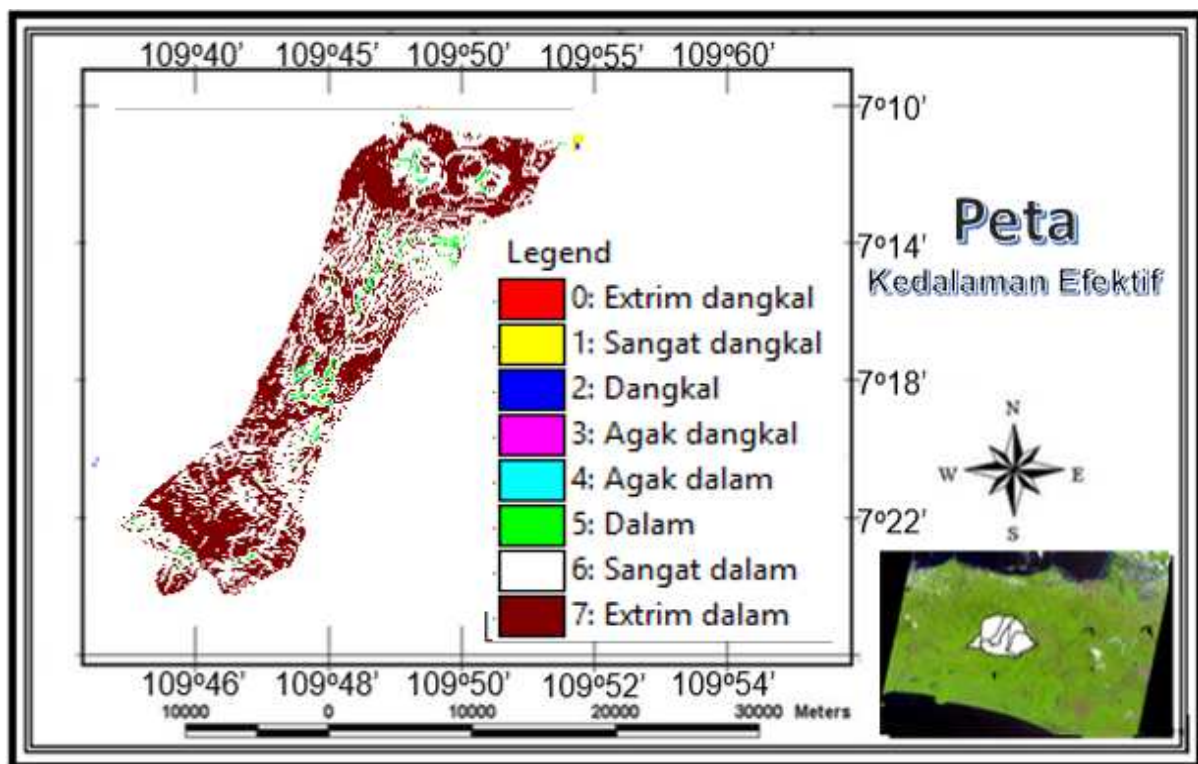 109º40' 109º45' 109º50' 109º55' 109º60'
7º10'
7º14'
7º18'
7º22'
Peta
Kedalaman Efektif
Legend
0: Extrim dangkal
1: Sangat dangkal
2: Dangkal
3: Agak dangkal
4: Agak dalam
5: Dalam
6: Sangat dalam
7: Extrim dalam
N
W E
S
109º46' 109º48' 109º50' 109º52' 109º54'
10000 0 10000 20000 30000 Meters